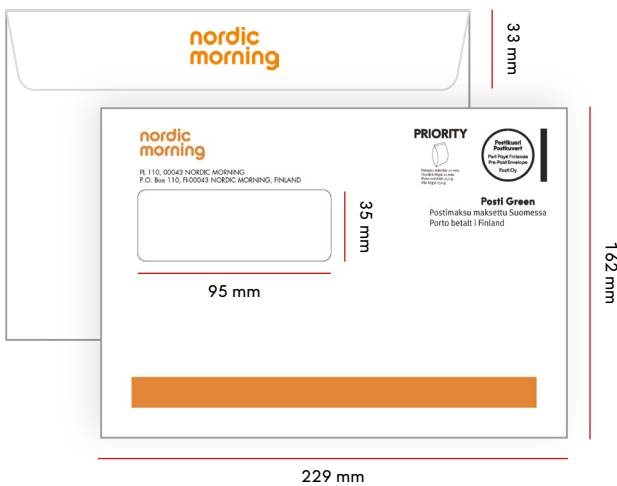 nordic
morning
33 mm
nordic
morning
PL 110, 00043 NORDIC MORNING
P.O. Box 110, FI-00043 NORDIC MORNING, FINLAND
PRIORITY
Postikuori
Postkuvert
Port Payé Finlande
Pre-Paid Envelope
Posti Oy
Posti Green
Postimaksu maksettu Suomessa
Porto betalt i Finland
35 mm
95 mm
162 mm
229 mm